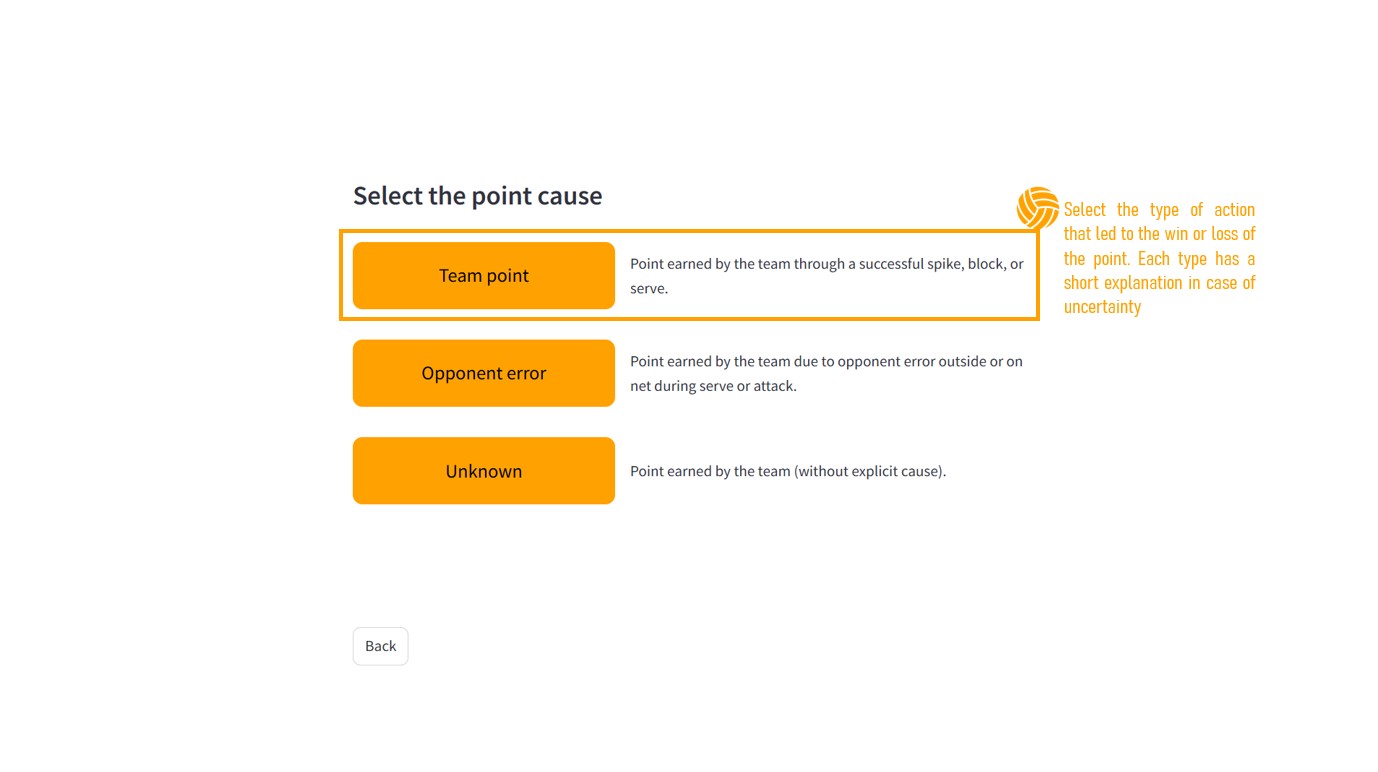 Select the point cause
Team point
Point earned by the team through a successful spike, block, or
serve.
Select the type of action
that led to the win or loss of
the point. Each type has a
short explanation in case of
uncertainty
Opponent error
Point earned by the team due to opponent error outside or on
net during serve or attack.
Unknown
Point earned by the team (without explicit cause).
Back